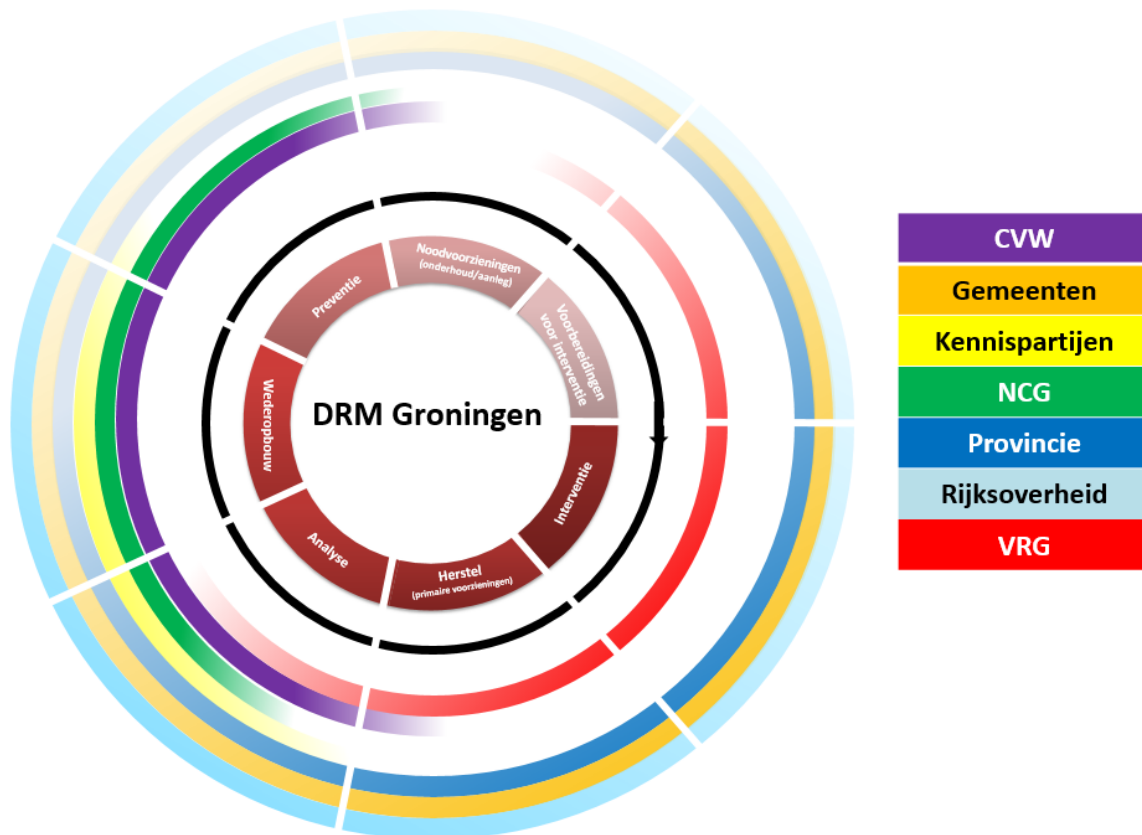 Noodvoorzieningen
(onderhoud/aanleg)
Voorbereidingen
voor interventie
Interventie
Herstel
(primaire voorzieningen)
Analyse
Wederopbouw
Preventie
DRM Groningen
CVW
Gemeenten
Kennispartijen
NCG
Provincie
Rijksoverheid
VRG